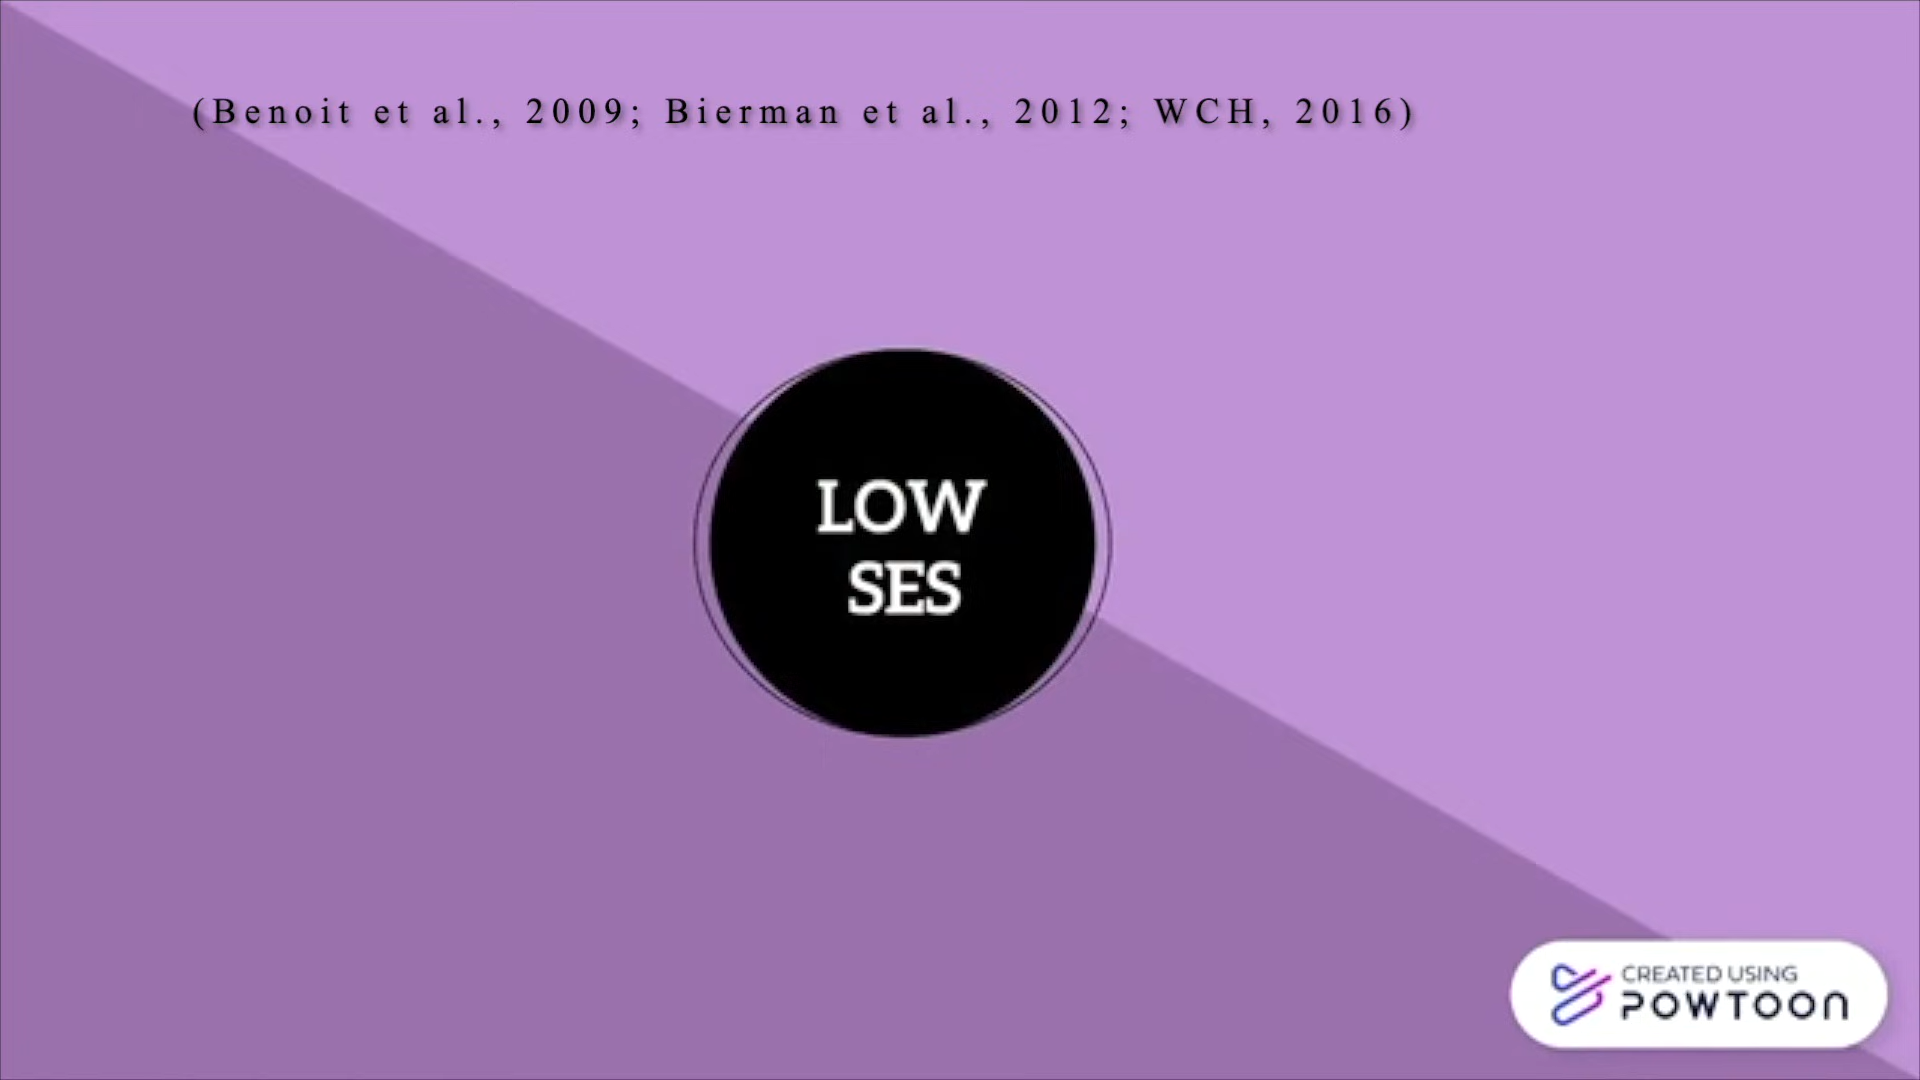 (Benoit et al., 2009; Bierman et al., 2012; WCH, 2016)
LOW
SES
CREATED USING
POWTOON